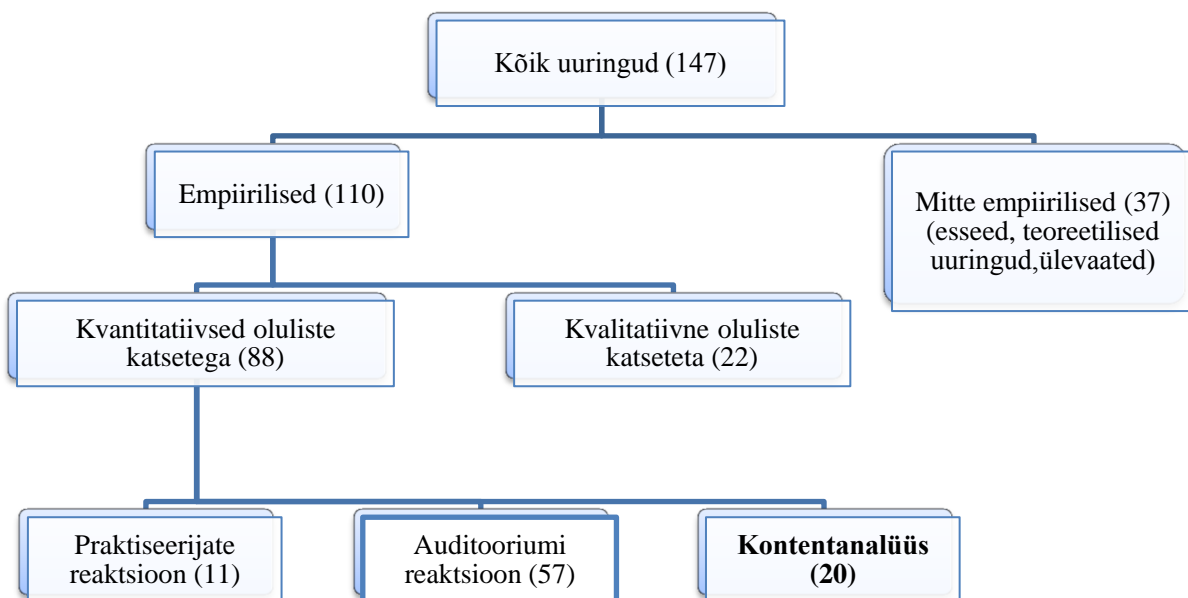 Kõik uuringud (147)
Empiirilised (110)
Mitte empiirilised (37)
(esseed, teoreetilised
uuringud,ülevaated)
Kvantitatiivsed oluliste
katsetega (88)
Kvalitatiivne oluliste
katseteta (22)
Praktiseerijate
reaktsioon (11)
Auditooriumi
reaktsioon (57)
Kontentanalüüs
(20)